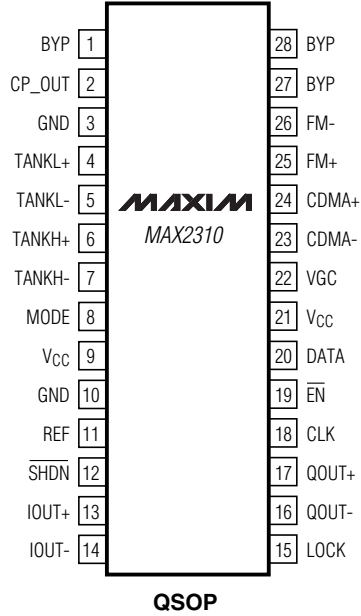 BYP 1
CP_OUT 2
GND 3
TANKL+ 4
TANKL- 5
TANKH+ 6
TANKH- 7
MODE 8
VCC 9
GND 10
REF 11
SHDN 12
IOUT+ 13
IOUT- 14
MAXIM
MAX2310
28 BYP
27 BYP
26 FM-
25 FM+
24 CDMA+
23 CDMA-
22 VGC
21 VCC
20 DATA
19 EN
18 CLK
17 QOUT+
16 QOUT-
15 LOCK
QSOP